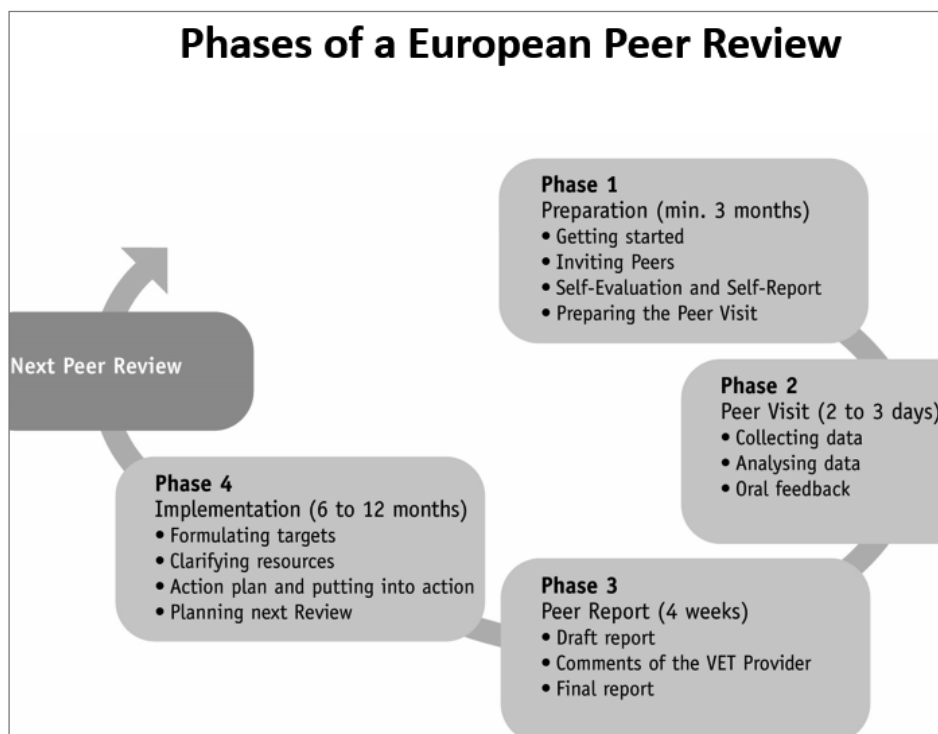 Phases of a European Peer Review
Phase 1
Preparation (min. 3 months)
• Getting started
• Inviting Peers
• Self-Evaluation and Self-Report
• Preparing the Peer Visit
Phase 2
Peer Visit (2 to 3 days)
• Collecting data
• Analysing data
• Oral feedback
Phase 3
Peer Report (4 weeks)
• Draft report
• Comments of the VET Provider
• Final report
Phase 4
Implementation (6 to 12 months)
• Formulating targets
• Clarifying resources
• Action plan and putting into action
• Planning next Review
Next Peer Review